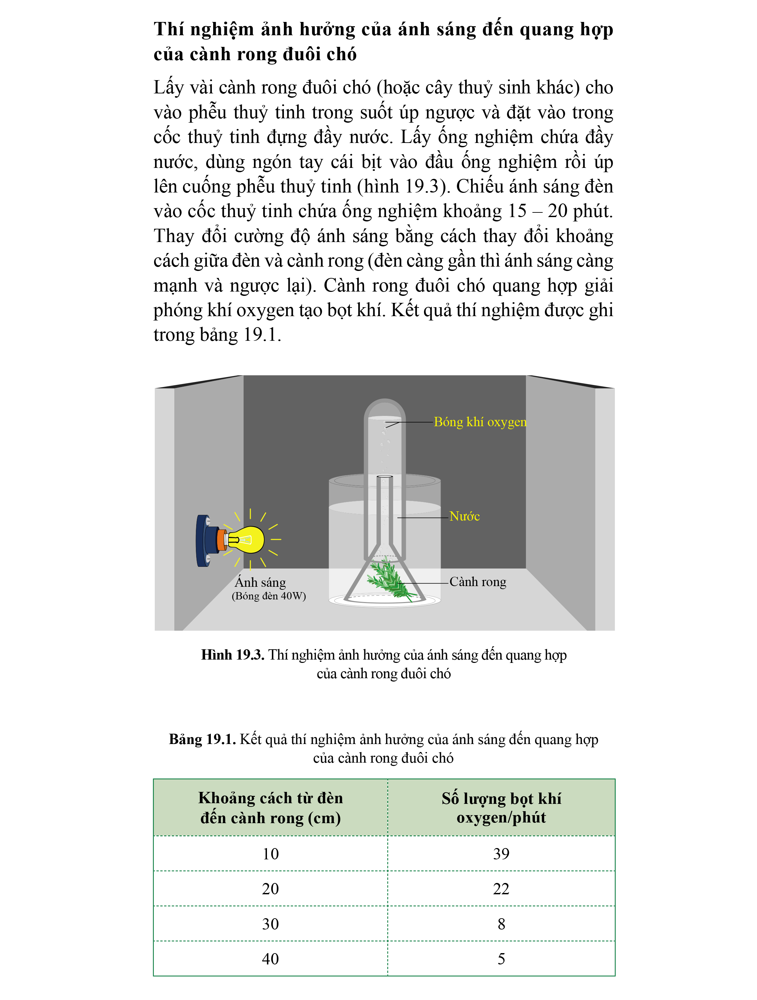 Thí nghiệm ảnh hưởng của ánh sáng đến quang hợp
của cành rong đuôi chó
Lấy vài cành rong đuôi chó (hoặc cây thuỷ sinh khác) cho
vào phễu thuỷ tinh trong suốt úp ngược và đặt vào trong
cốc thuỷ tinh đựng đầy nước. Lấy ống nghiệm chứa đầy
nước, dùng ngón tay cái bịt vào đầu ống nghiệm rồi úp
lên cuống phễu thuỷ tinh (hình 19.3). Chiếu ánh sáng đèn
vào cốc thuỷ tinh chứa ống nghiệm khoảng 15 – 20 phút.
Thay đổi cường độ ánh sáng bằng cách thay đổi khoảng
cách giữa đèn và cành rong (đèn càng gần thì ánh sáng càng
mạnh và ngược lại). Cành rong đuôi chó quang hợp giải
phóng khí oxygen tạo bọt khí. Kết quả thí nghiệm được ghi
trong bảng 19.1.
Bóng khí oxygen
Nước
Cành rong
Ánh sáng
(Bóng đèn 40W)
Hình 19.3. Thí nghiệm ảnh hưởng của ánh sáng đến quang hợp
của cành rong đuôi chó
Bảng 19.1. Kết quả thí nghiệm ảnh hưởng của ánh sáng đến quang hợp
của cành rong đuôi chó
Khoảng cách từ đèn
đến cành rong (cm)
Số lượng bọt khí
oxygen/phút
10 39
20 22
30 8
40 5